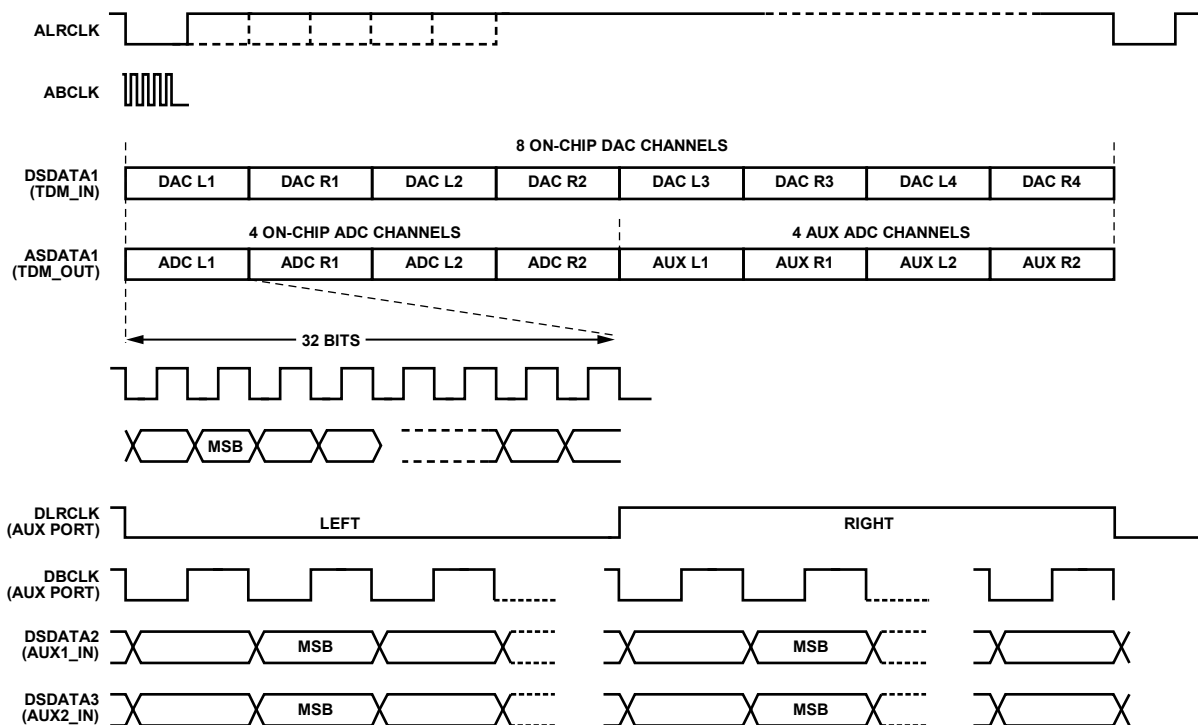 ALRCLK
ABCLK
8 ON-CHIP DAC CHANNELS
DSDATA1
(TDM_IN)
DAC L1 DAC R1 DAC L2 DAC R2 DAC L3 DAC R3 DAC L4 DAC R4
4 ON-CHIP ADC CHANNELS 4 AUX ADC CHANNELS
ASDATA1
(TDM_OUT)
ADC L1 ADC R1 ADC L2 ADC R2 AUX L1 AUX R1 AUX L2 AUX R2
32 BITS
MSB
DLRCLK
(AUX PORT)
LEFT RIGHT
DBCLK
(AUX PORT)
DSDATA2
(AUX1_IN)
MSB MSB
DSDATA3
(AUX2_IN)
MSB MSB